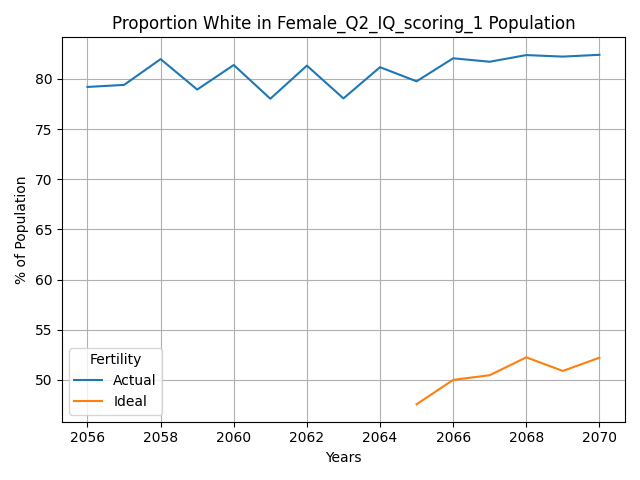 Proportion White in Female_Q2_IQ_scoring_1 Population
% of Population
80
75
70
65
60
55
50
Fertility
Actual
Ideal
2056 2058 2060 2062 2064 2066 2068 2070
Years